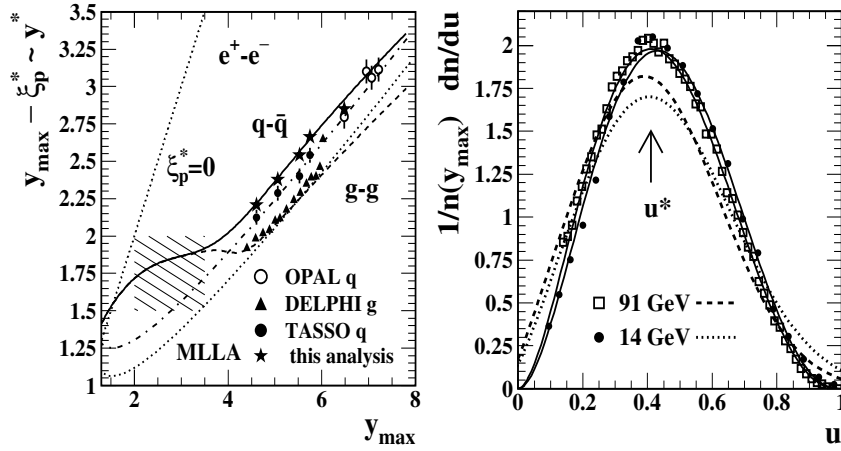 y_max – ξ*_p ~ y*
3.5
3.25
3
2.75
2.5
2.25
2
1.75
1.5
1.25
1
e⁺-e⁻
q-q̄
ξ*_p=0
g-g
OPAL q
DELPHI g
TASSO q
MLLA this analysis
2 4 6 8
y_max
1/n(y_max) dn/du
2
1.75
1.5
1.25
1
0.75
0.5
0.25
0
u*
91 GeV
14 GeV
0 0.2 0.4 0.6 0.8 1
u